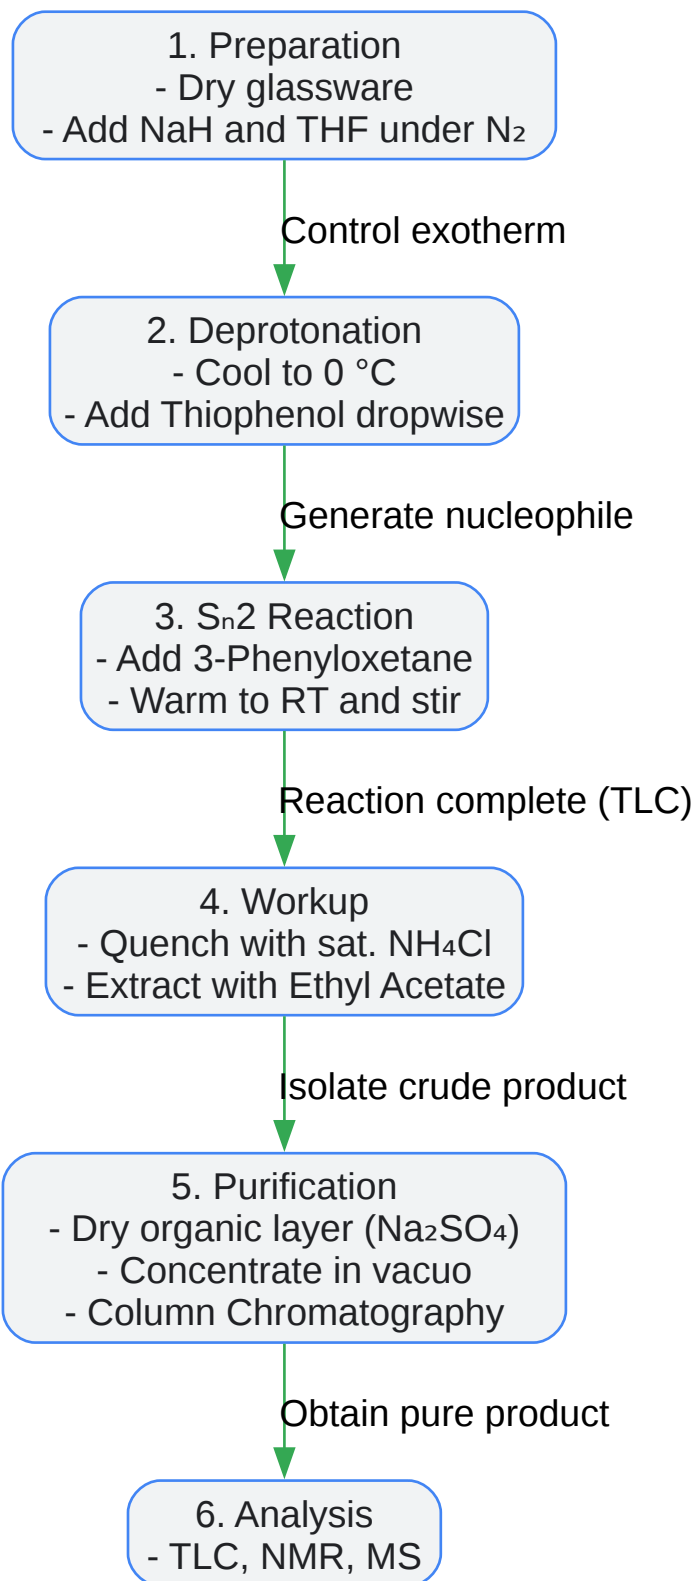 1. Preparation
- Dry glassware
- Add NaH and THF under N₂
Control exotherm
2. Deprotonation
- Cool to 0 °C
- Add Thiophenol dropwise
Generate nucleophile
3. Sₙ2 Reaction
- Add 3-Phenyloxetane
- Warm to RT and stir
Reaction complete (TLC)
4. Workup
- Quench with sat. NH₄Cl
- Extract with Ethyl Acetate
Isolate crude product
5. Purification
- Dry organic layer (Na₂SO₄)
- Concentrate in vacuo
- Column Chromatography
Obtain pure product
6. Analysis
- TLC, NMR, MS